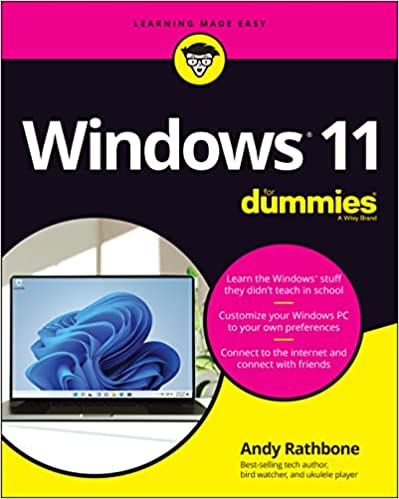 LEARNING MADE EASY
Windows® 11
for
dummies®
A Wiley Brand
Learn the Windows® stuff
they didn't teach in school
Customize your Windows PC
to your own preferences
Connect to the internet and
connect with friends
Andy Rathbone
Best-selling tech author,
bird watcher, and ukulele player